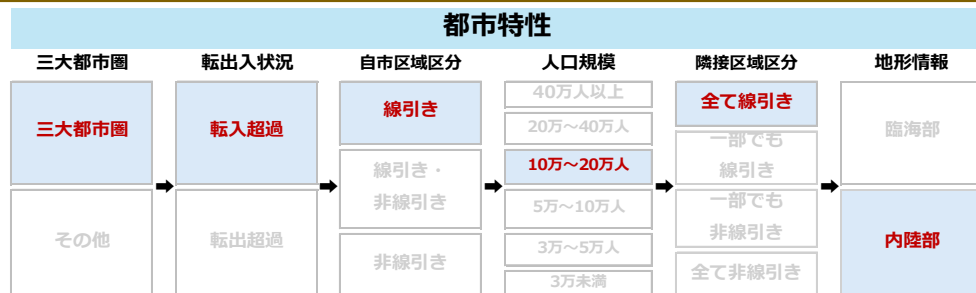 都市特性
三大都市圏
転出入状況
自市区域区分
人口規模
隣接区域区分
地形情報
三大都市圏
その他
転入超過
転出超過
線引き
線引き・
非線引き
非線引き
40万人以上
20万～40万人
10万～20万人
5万～10万人
3万～5万人
3万未満
全て線引き
一部でも
線引き
一部でも
非線引き
全て非線引き
臨海部
内陸部